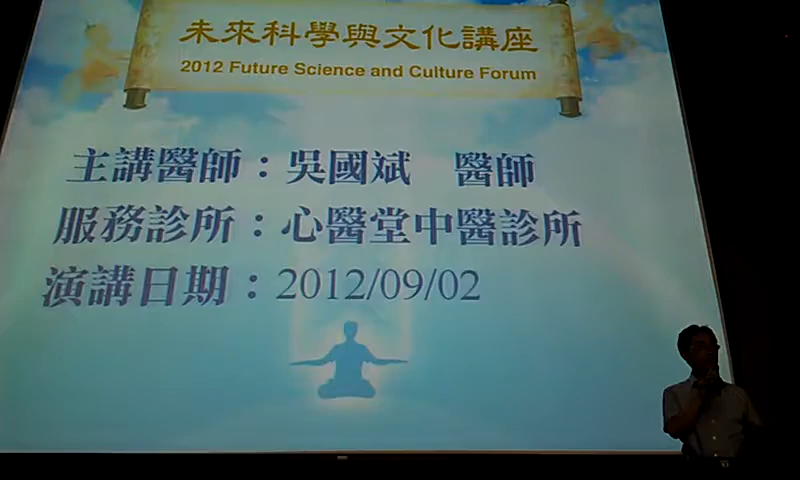 未來科學與文化講座
2012 Future Science and Culture Forum
主講醫師：吳國斌　醫師
服務診所：心醫堂中醫診所
演講日期：2012/09/02